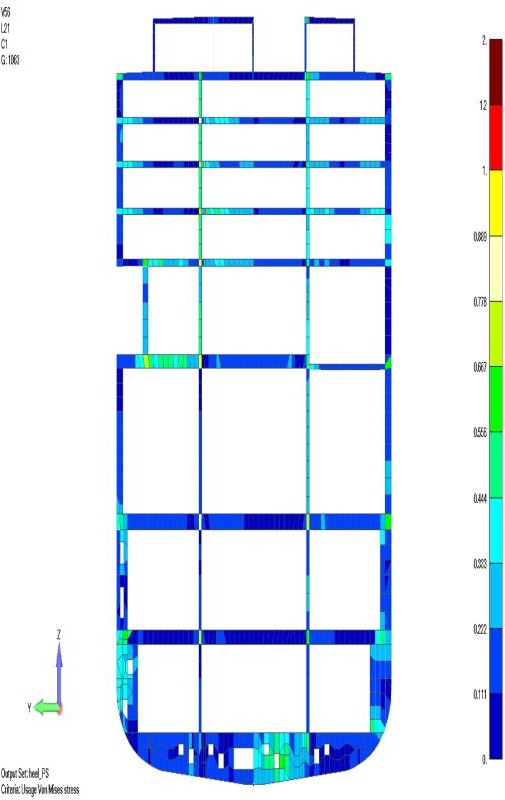 V56
L21
C1
G: 1083
2.
1.2
1.
0.889
0.778
0.667
0.556
0.444
0.333
0.222
0.111
0.
Z
Y
Output Set: heel_PS
Criteria: Usage Von Mises stress